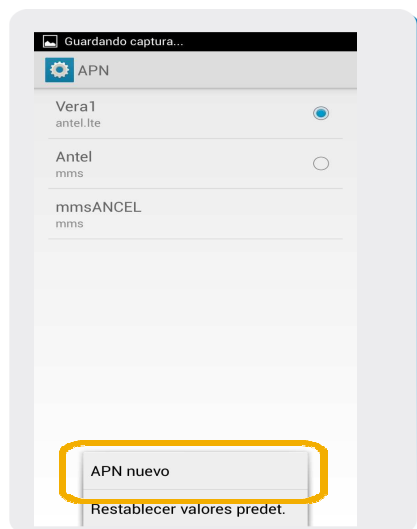 Guardando captura...
APN
Vera1
antel.lte
Antel
mms
mmsANCEL
mms
APN nuevo
Restablecer valores predet.